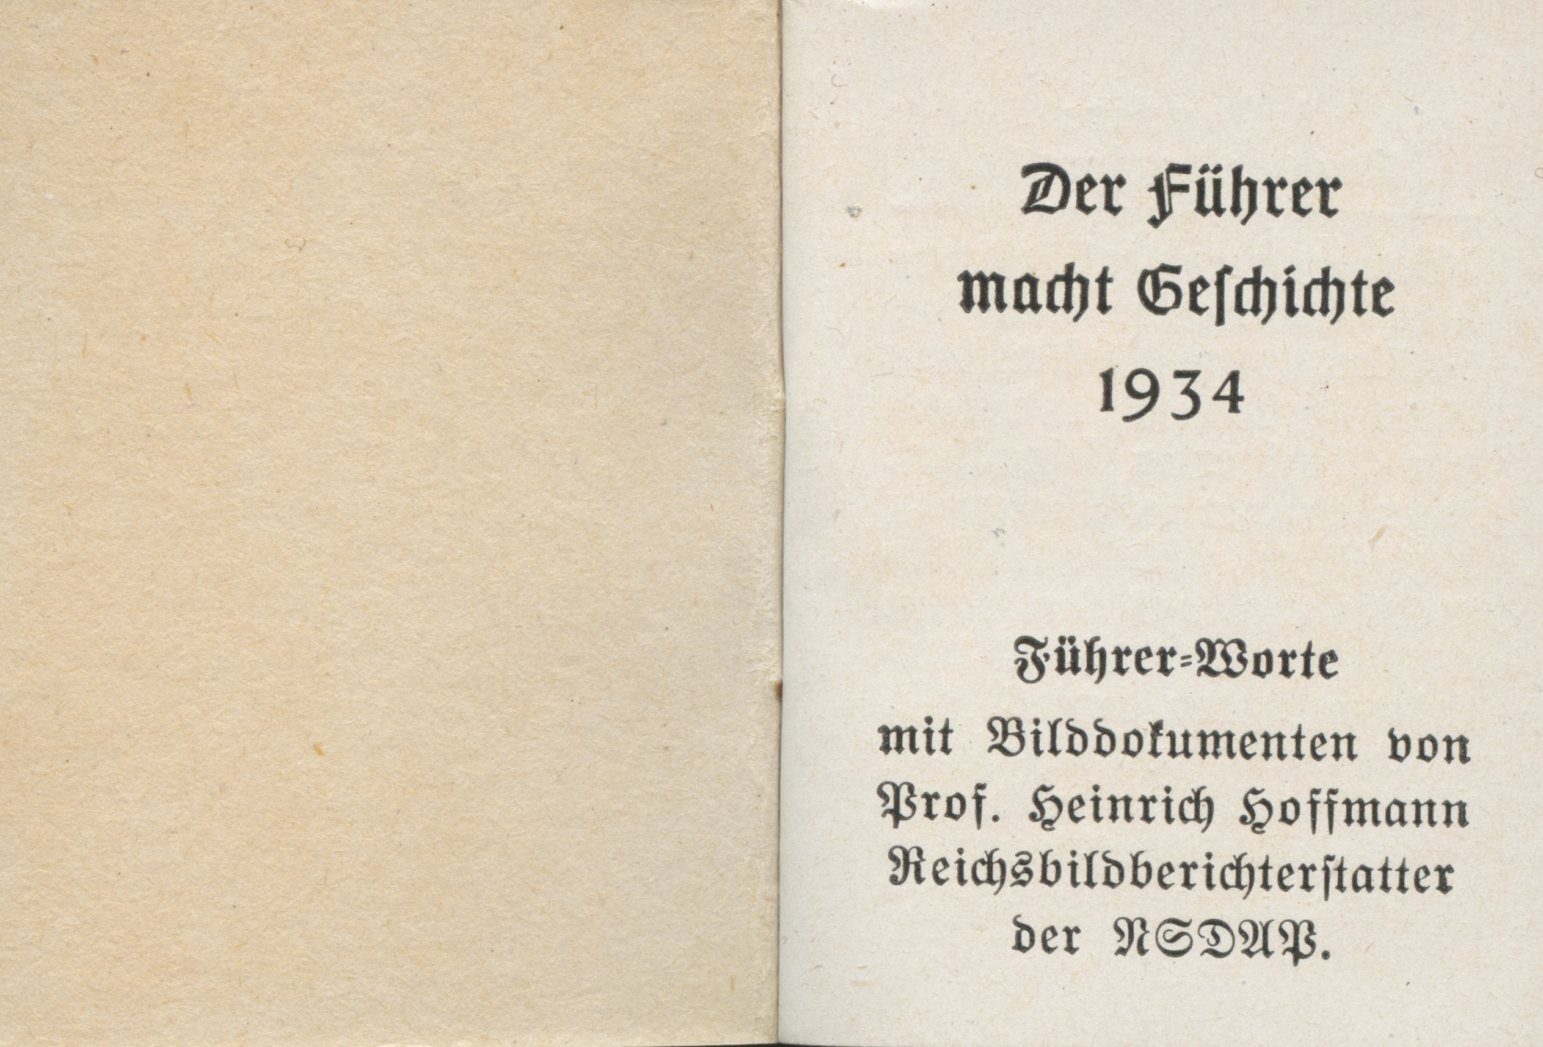 Der Führer
macht Geſchichte
1934
Führer-Worte
mit Bilddokumenten von
Prof. Heinrich Hoffmann
Reichsbildberichterſtatter
der NSDAP.